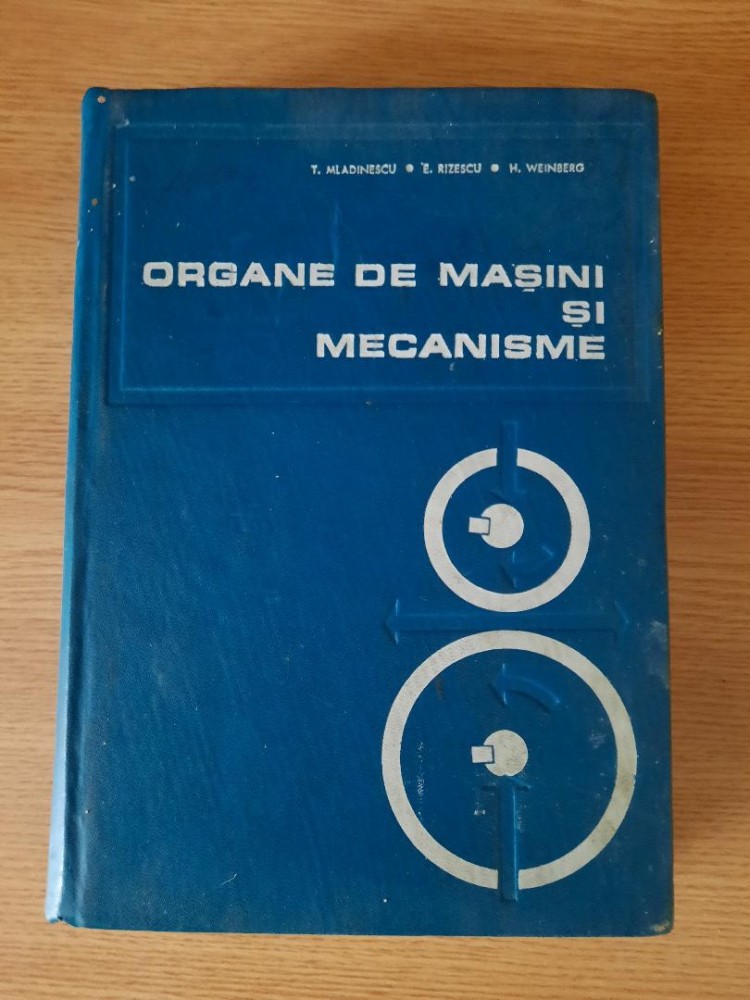 T. MLADINESCU • E. RIZESCU • H. WEINBERG
ORGANE DE MAȘINI
ȘI
MECANISME